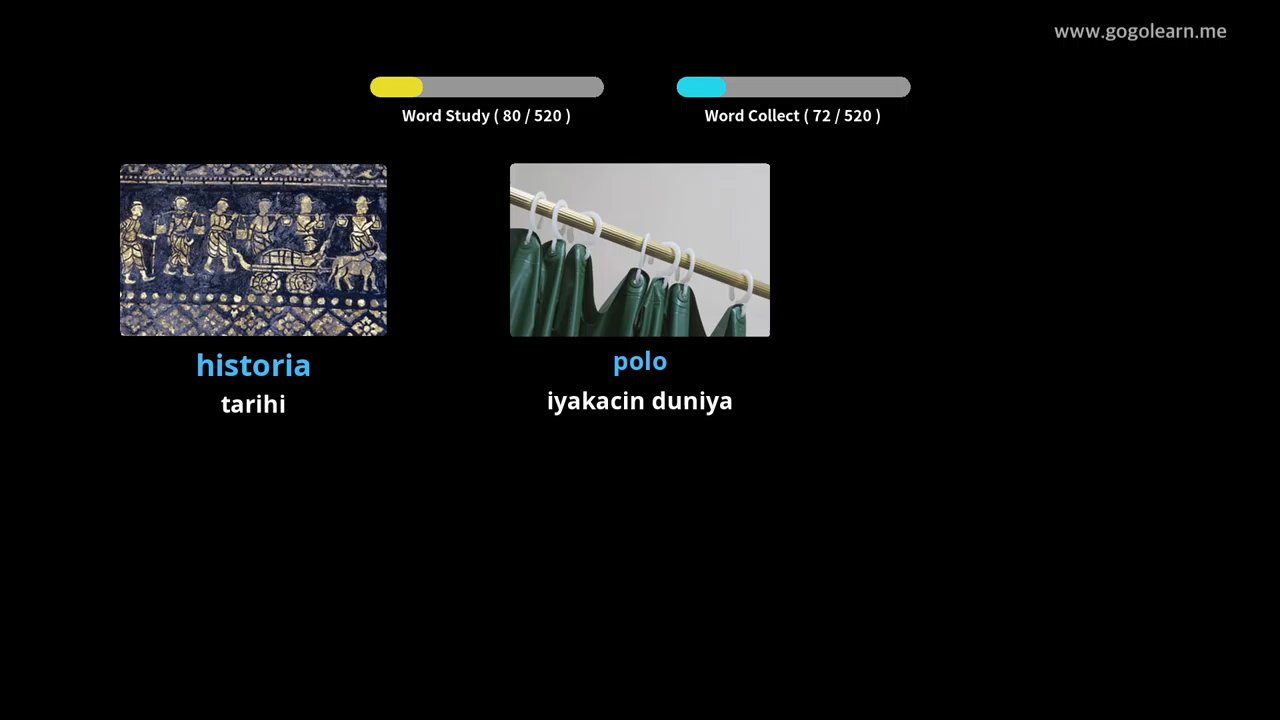 www.gogolearn.me
Word Study ( 80 / 520 )
Word Collect ( 72 / 520 )
historia
tarihi
polo
iyakacin duniya